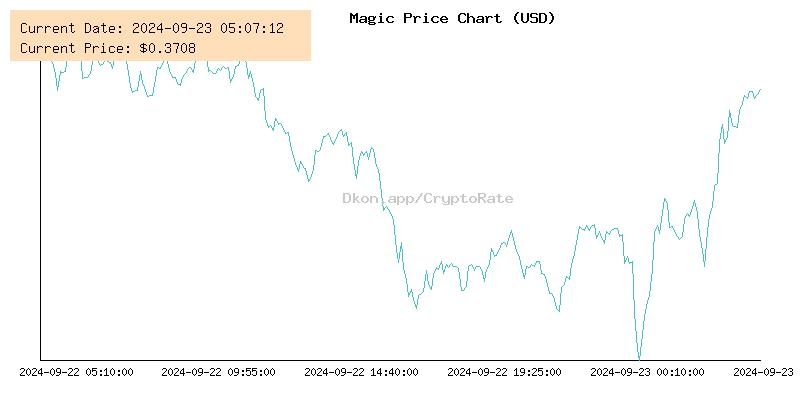 Magic Price Chart (USD)
Current Date: 2024-09-23 05:07:12
Current Price: $0.3708
Dkon.app/CryptoRate
2024-09-22 05:10:00 2024-09-22 09:55:00 2024-09-22 14:40:00 2024-09-22 19:25:00 2024-09-23 00:10:00 2024-09-23